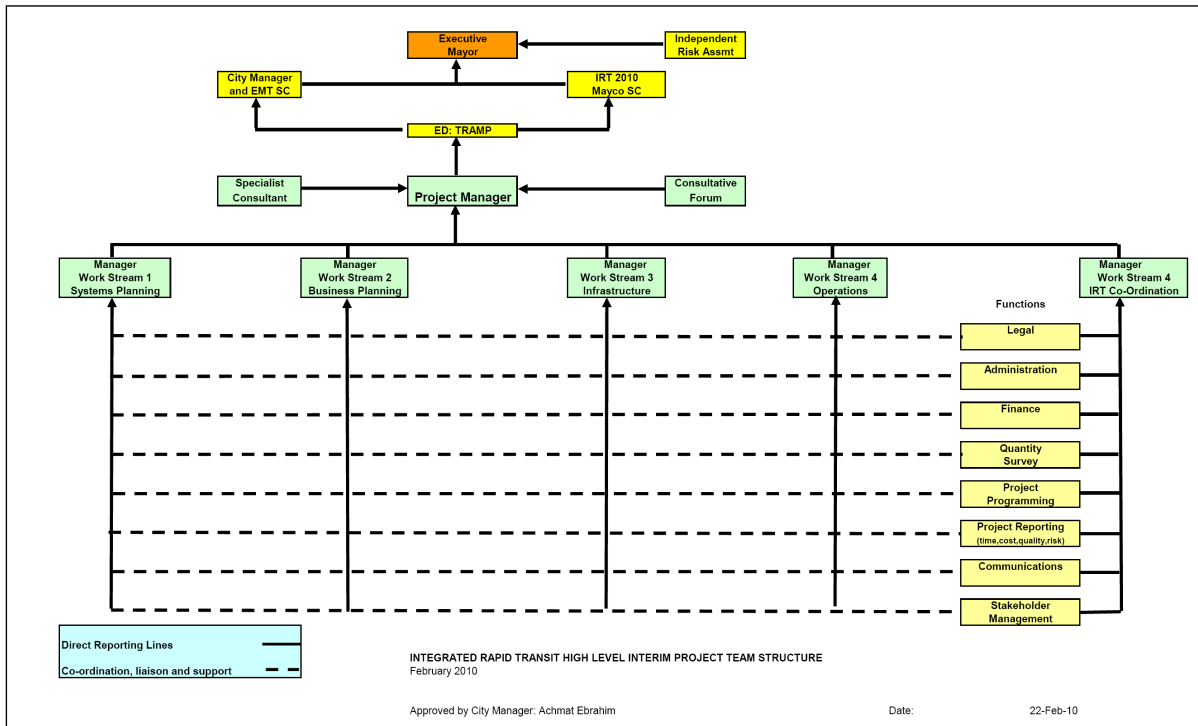 Executive
Mayor
Independent
Risk Assmt
City Manager
and EMT SC
IRT 2010
Mayco SC
ED: TRAMP
Specialist
Consultant
Project Manager
Consultative
Forum
Manager
Work Stream 1
Systems Planning
Manager
Work Stream 2
Business Planning
Manager
Work Stream 3
Infrastructure
Manager
Work Stream 4
Operations
Manager
Work Stream 4
IRT Co-Ordination
Functions
Legal
Administration
Finance
Quantity
Survey
Project
Programming
Project Reporting
(time,cost,quality,risk)
Communications
Stakeholder
Management
Direct Reporting Lines
Co-ordination, liaison and support
INTEGRATED RAPID TRANSIT HIGH LEVEL INTERIM PROJECT TEAM STRUCTURE
February 2010
Approved by City Manager: Achmat Ebrahim Date: 22-Feb-10